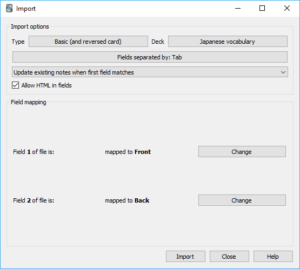 Import
Import options
Type Basic (and reversed card) Deck Japanese vocabulary
Fields separated by: Tab
Update existing notes when first field matches
Allow HTML in fields
Field mapping
Field 1 of file is: mapped to Front Change
Field 2 of file is: mapped to Back Change
Import Close Help